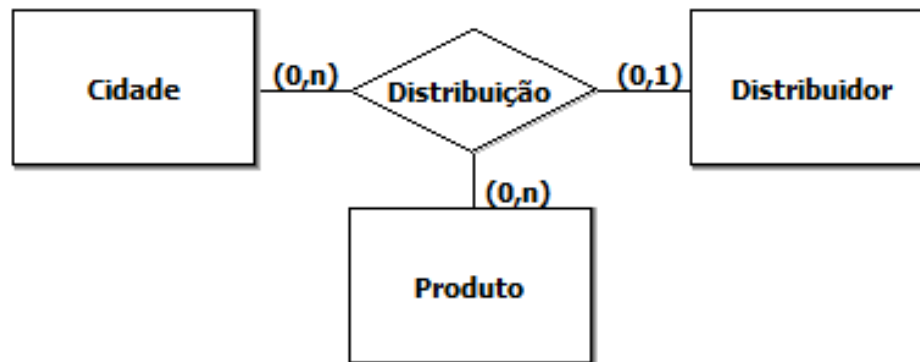 Cidade
(0,n)
Distribuição
(0,1)
Distribuidor
(0,n)
Produto